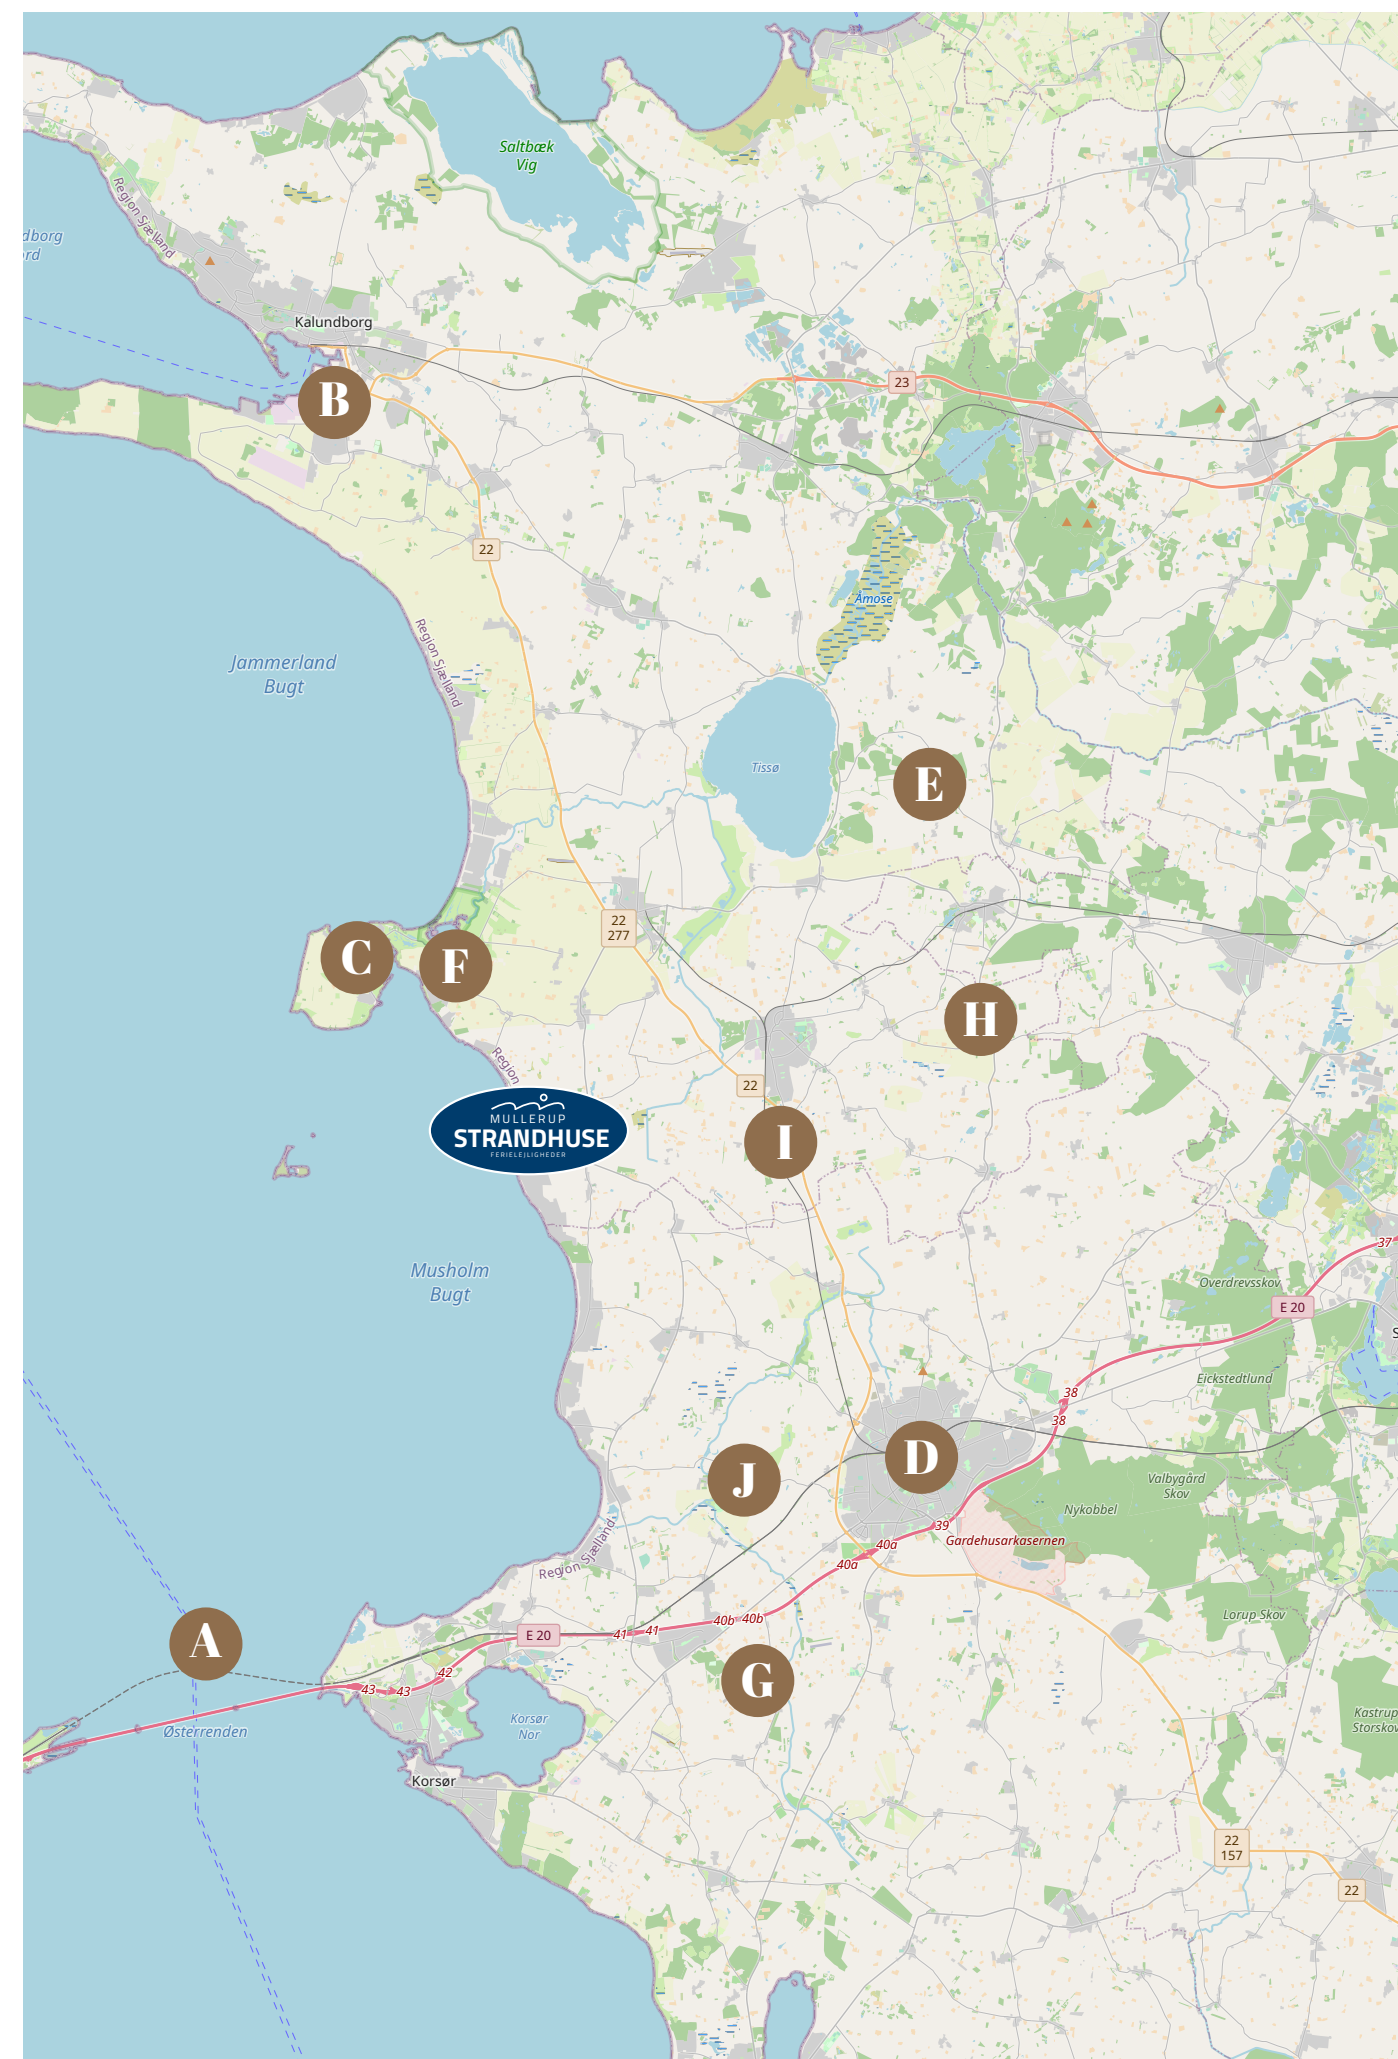 Saltbæk
Vig
Region Sjælland
dborg
ord
Kalundborg
23
B
22
Åmose
Region Sjælland
Jammerland
Bugt
Tissø
E
22
277
C
F
H
Region
22
MULLERUP
STRANDHUSE
FERIELEJLIGHEDER
I
37
Musholm
Bugt
Overdrevsskov
E 20
S
Eickstedtlund
38
38
D
J
Valbygård
Skov
Nykobbel
39
Gardehusarkasernen
40a
40a
Region Sjælland
Lorup Skov
40b
40b
41
41
E 20
A
42
G
43
43
Kastrup
Storskov
Østerrenden
Korsør
Nor
Korsør
22
157
22